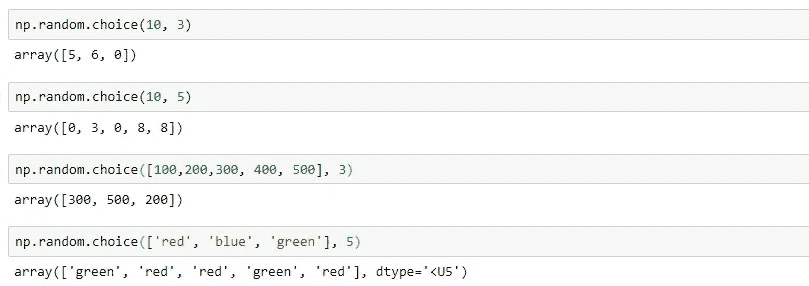 np.random.choice(10, 3)
array([5, 6, 0])
np.random.choice(10, 5)
array([0, 3, 0, 8, 8])
np.random.choice([100,200,300, 400, 500], 3)
array([300, 500, 200])
np.random.choice(['red', 'blue', 'green'], 5)
array(['green', 'red', 'red', 'green', 'red'], dtype='<U5')